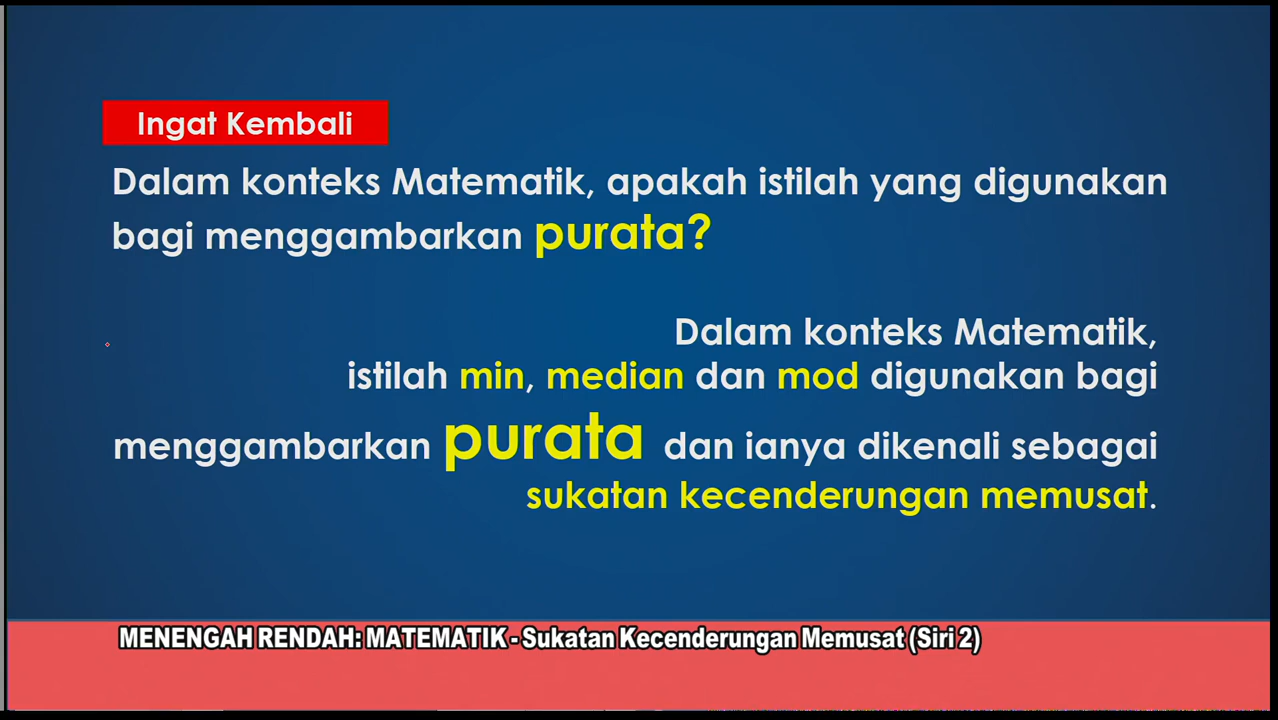 Ingat Kembali
Dalam konteks Matematik, apakah istilah yang digunakan
bagi menggambarkan purata?
Dalam konteks Matematik,
istilah min, median dan mod digunakan bagi
menggambarkan purata dan ianya dikenali sebagai
sukatan kecenderungan memusat.
MENENGAH RENDAH: MATEMATIK - Sukatan Kecenderungan Memusat (Siri 2)